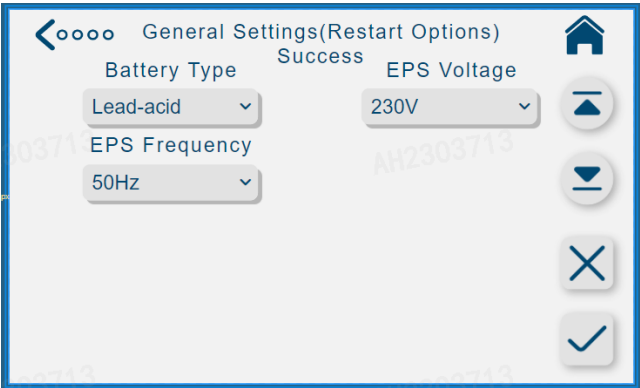 General Settings(Restart Options)
Success
Battery Type
EPS Voltage
Lead-acid
230V
EPS Frequency
50Hz
AH2303713